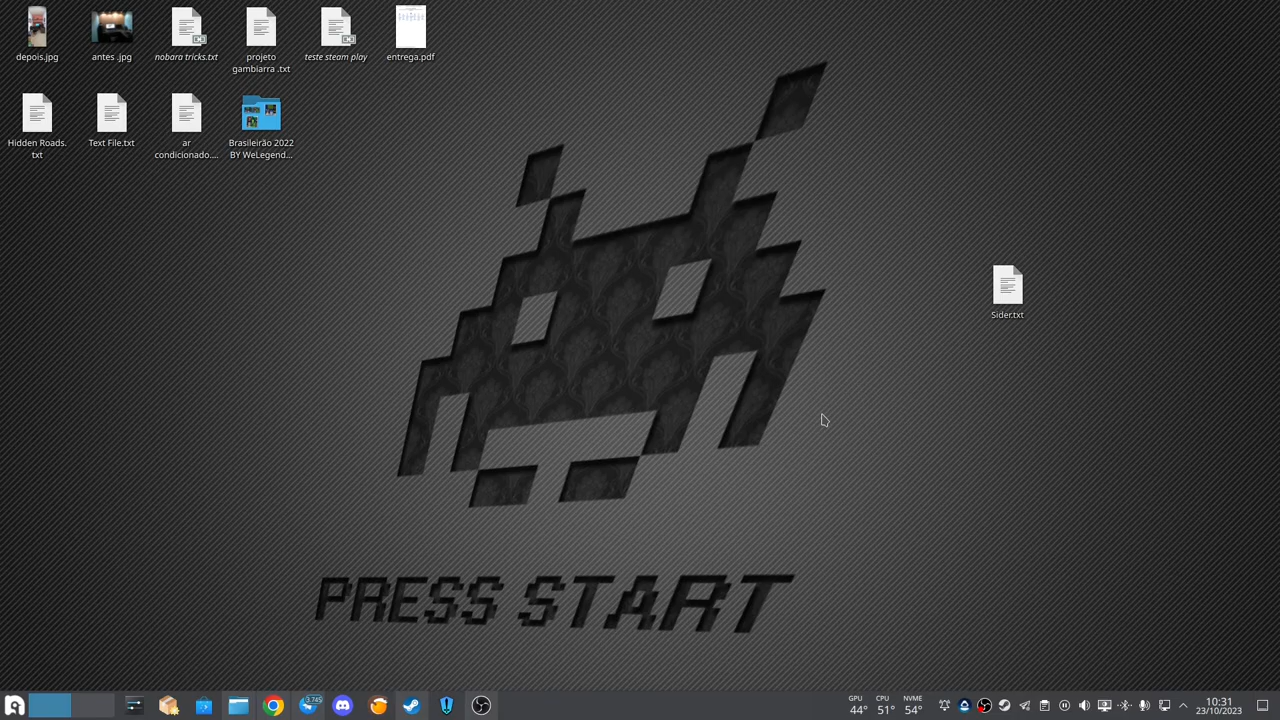 depois.jpg
antes .jpg
nobara tricks.txt
projeto
gambiarra .txt
teste steam play
entrega.pdf
Hidden Roads.
txt
Text File.txt
ar
condicionado....
Brasileirão 2022
BY WeLegend...
Sider.txt
PRESS START
3.745
GPU
44°
CPU
51°
NVME
54°
10:31
23/10/2023